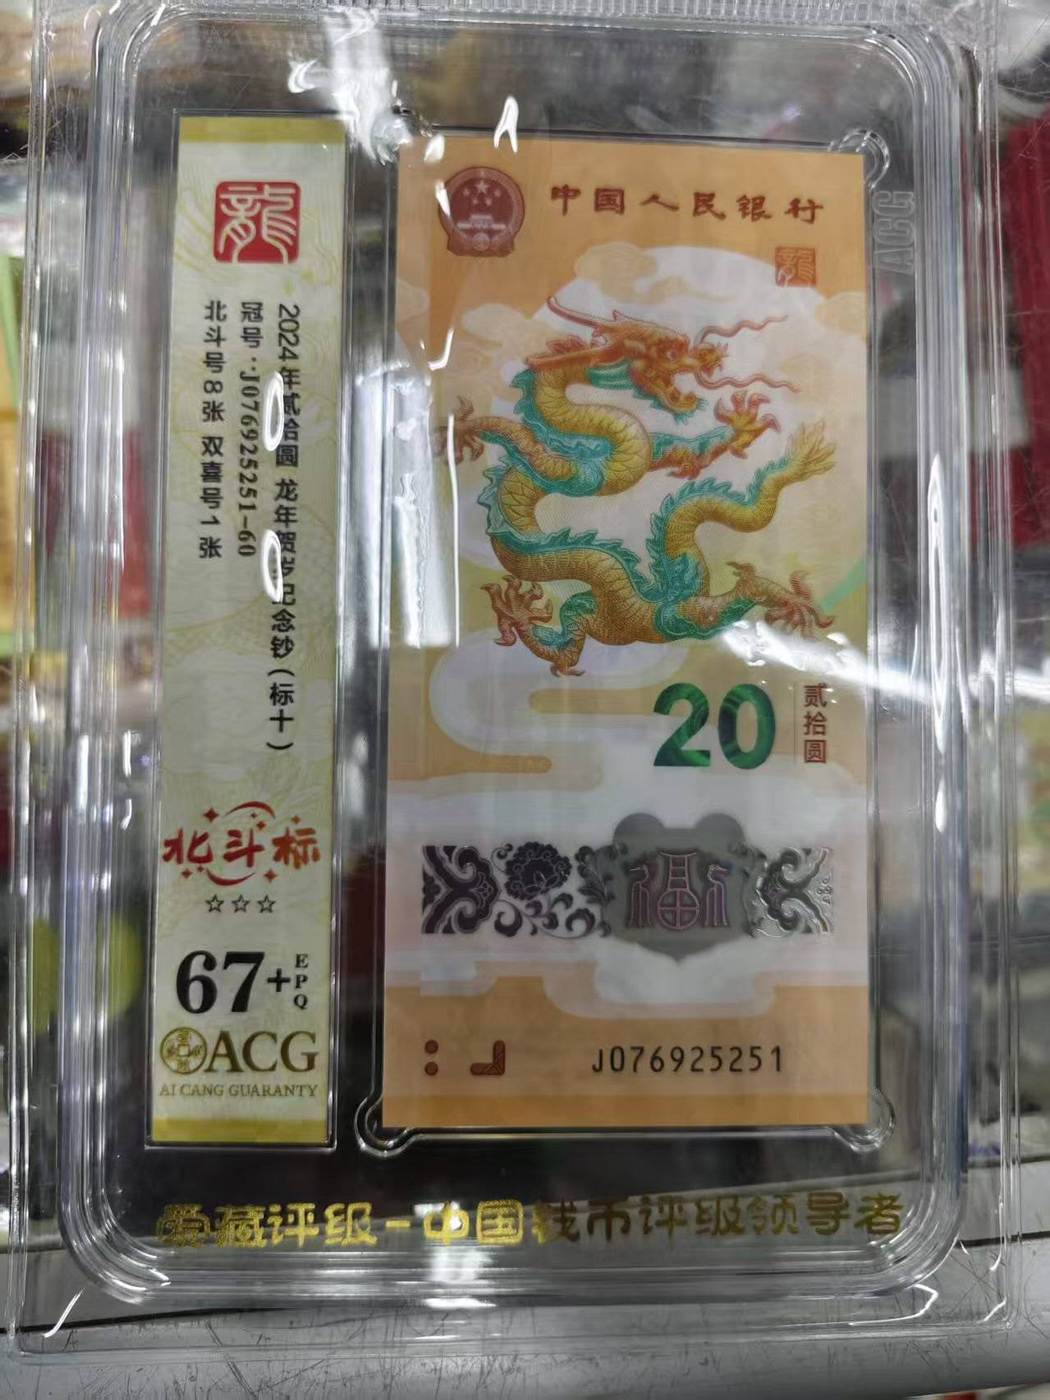 龍
2024年贰拾圆 龙年贺岁纪念钞(标十)
冠号:J076925251-60
北斗号8张 双喜号1张
北斗标
☆☆☆
67+EPQ
ACG
AI CANG GUARANTY
中国人民银行
龍
20
贰拾圆
福
J076925251
ACG
爱藏评级-中国钱币评级领导者